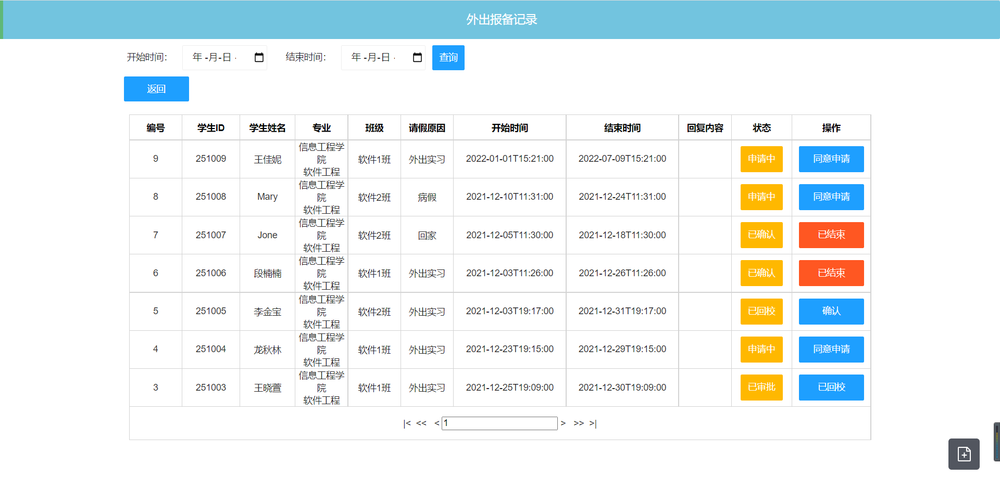 外出报备记录
开始时间： 年 -月-日 结束时间： 年 -月-日 查询
返回
编号 学生ID 学生姓名 专业 班级 请假原因 开始时间 结束时间 回复内容 状态 操作
9 251009 王佳妮 信息工程学院 软件工程 软件1班 外出实习 2022-01-01T15:21:00 2022-07-09T15:21:00 申请中 同意申请
8 251008 Mary 信息工程学院 软件工程 软件2班 病假 2021-12-10T11:31:00 2021-12-24T11:31:00 申请中 同意申请
7 251007 Jone 信息工程学院 软件工程 软件2班 回家 2021-12-05T11:30:00 2021-12-18T11:30:00 已确认 已结束
6 251006 段楠楠 信息工程学院 软件工程 软件1班 外出实习 2021-12-03T11:26:00 2021-12-26T11:26:00 已确认 已结束
5 251005 李金宝 信息工程学院 软件工程 软件2班 外出实习 2021-12-03T19:17:00 2021-12-31T19:17:00 已回校 确认
4 251004 龙秋林 信息工程学院 软件工程 软件1班 外出实习 2021-12-23T19:15:00 2021-12-29T19:15:00 申请中 同意申请
3 251003 王晓萱 信息工程学院 软件工程 软件1班 外出实习 2021-12-25T19:09:00 2021-12-30T19:09:00 已审批 已回校
|< << < 1 > >> >|